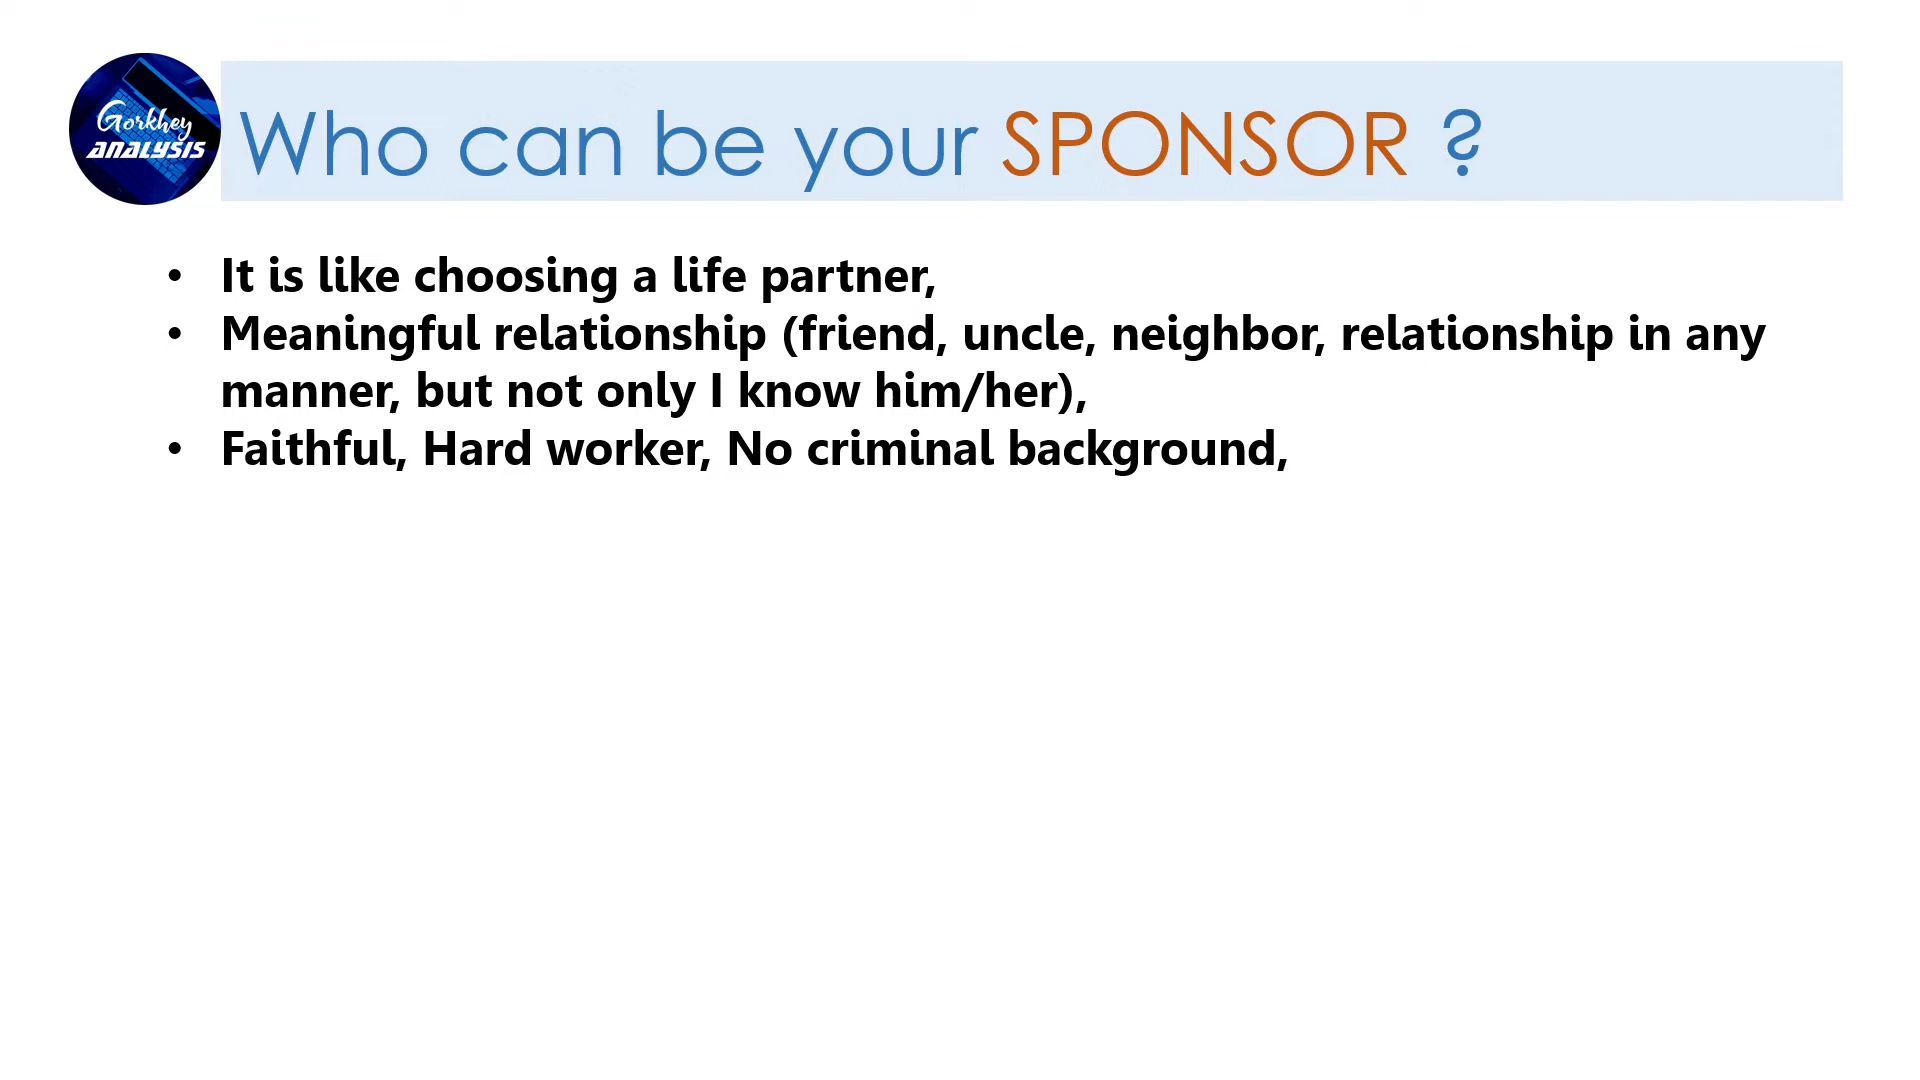 Gorkhey
ANALYSIS
Who can be your SPONSOR ?
• It is like choosing a life partner,
• Meaningful relationship (friend, uncle, neighbor, relationship in any
manner, but not only I know him/her),
• Faithful, Hard worker, No criminal background,